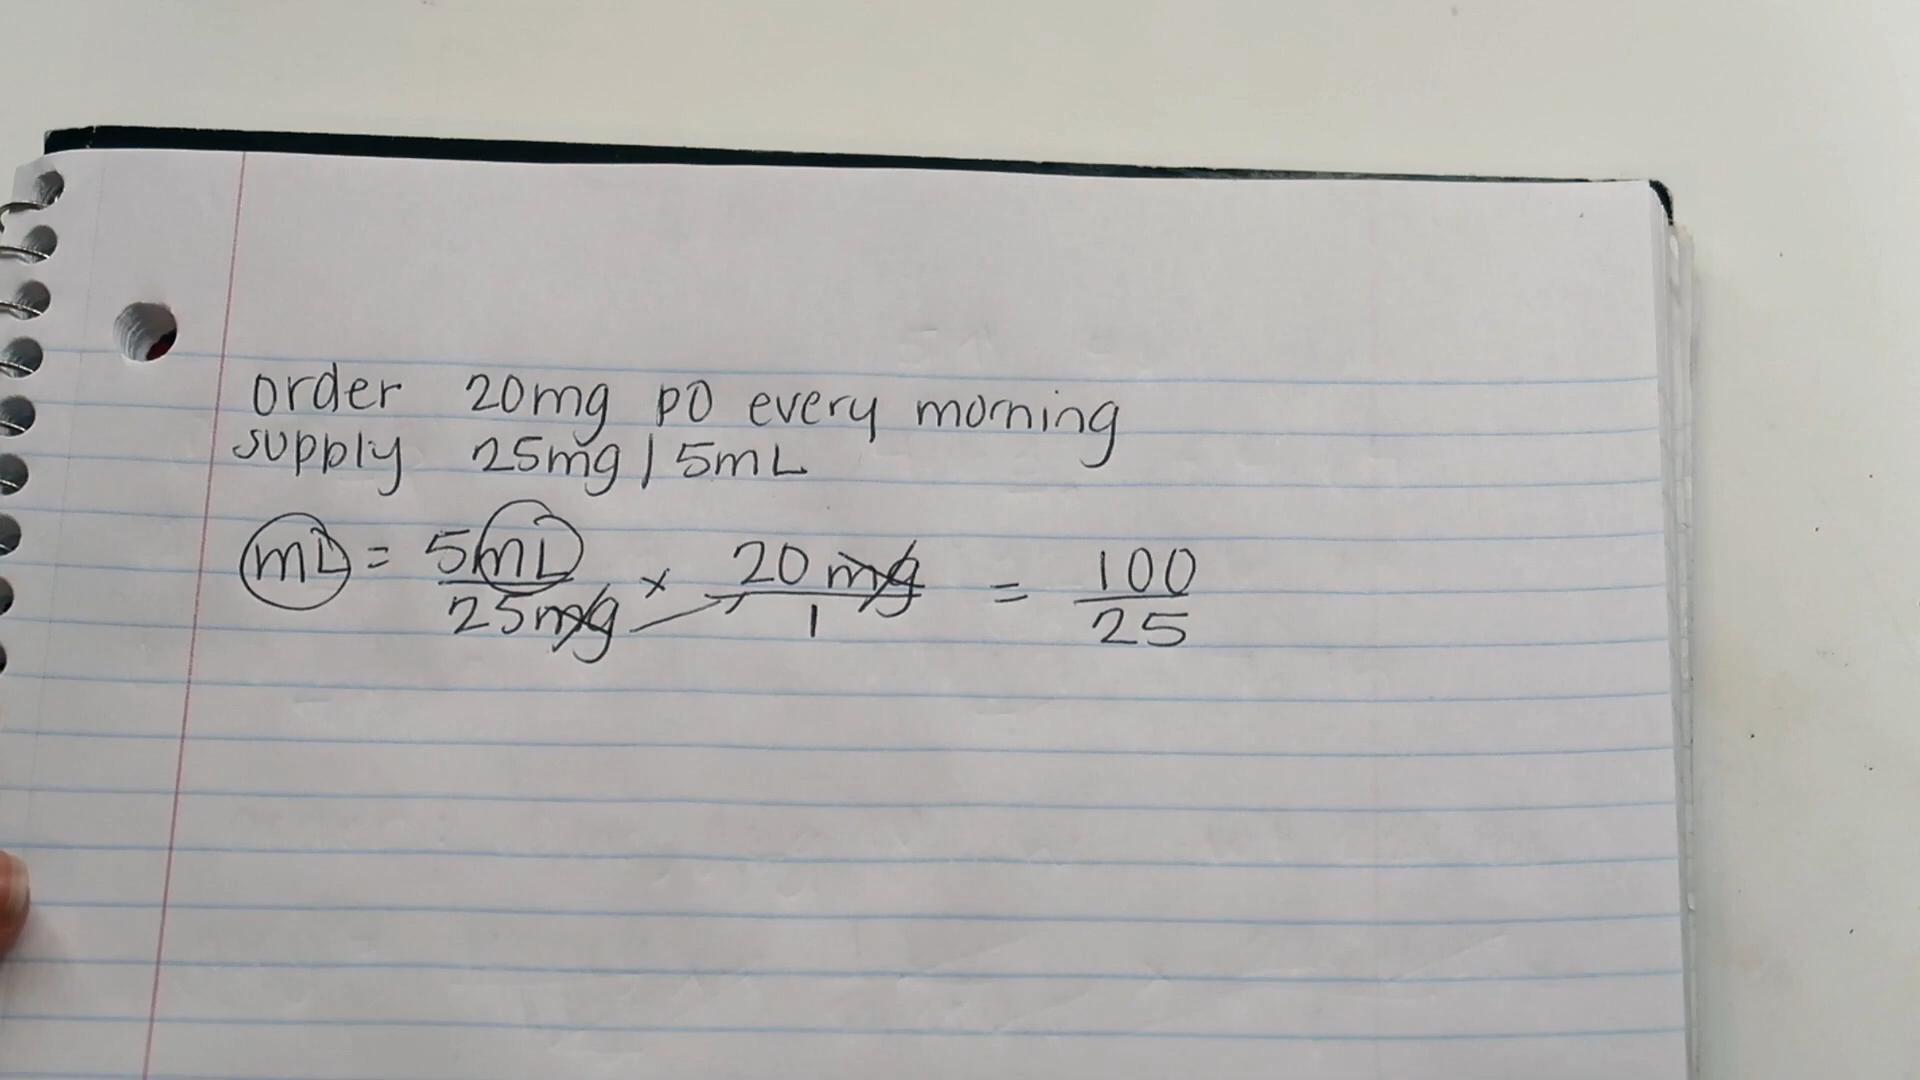 order 20mg po every morning
supply 25mg/5mL
mL = 5mL/25mg × 20mg/1 = 100/25